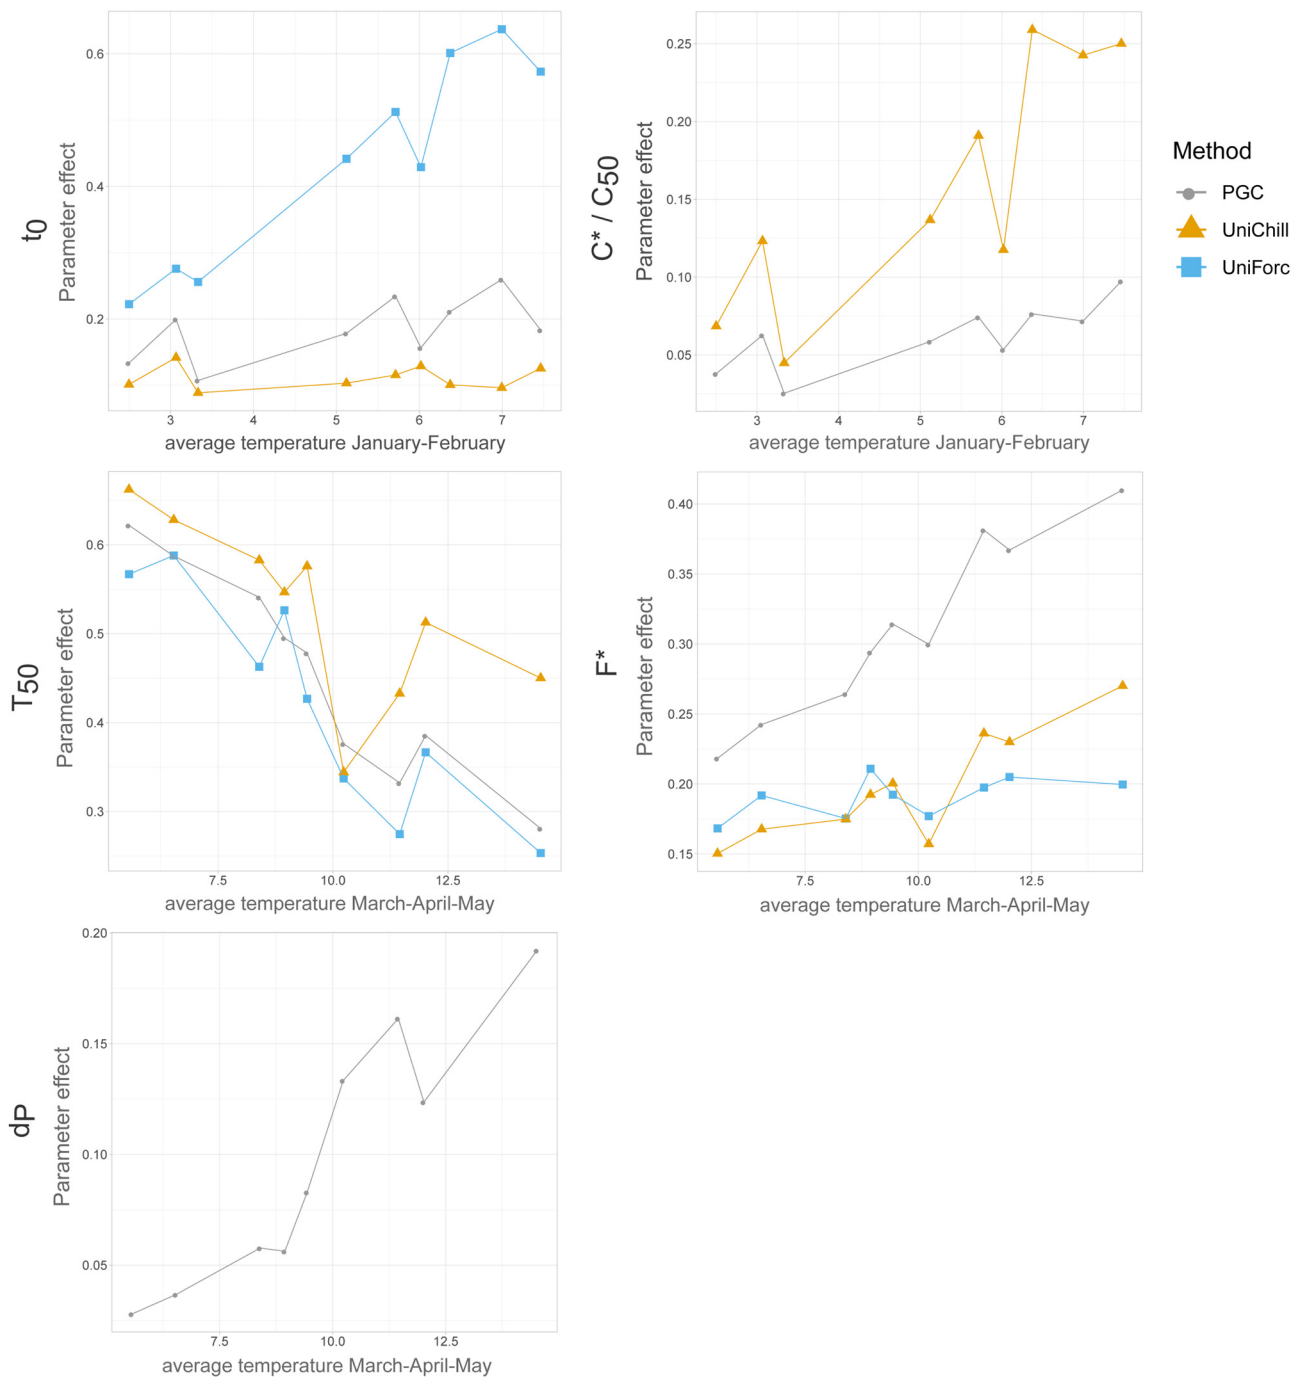 t0
Parameter effect
0.6
0.4
0.2
3 4 5 6 7
average temperature January-February
C* / C50
Parameter effect
0.25
0.20
0.15
0.10
0.05
3 4 5 6 7
average temperature January-February
Method
PGC
UniChill
UniForc
T50
Parameter effect
0.6
0.5
0.4
0.3
7.5 10.0 12.5
average temperature March-April-May
F*
Parameter effect
0.40
0.35
0.30
0.25
0.20
0.15
7.5 10.0 12.5
average temperature March-April-May
dP
Parameter effect
0.20
0.15
0.10
0.05
7.5 10.0 12.5
average temperature March-April-May